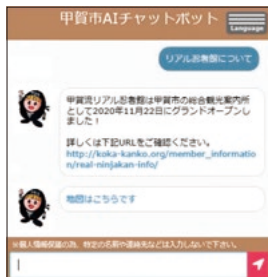 甲賀市AIチャットボット
Language
リアル忍者館について
甲賀流リアル忍者館は甲賀市の総合観光案内所
として2020年11月22日にグランドオープンし
ました！
詳しくは下記URLをご確認ください。
http://koka-kanko.org/member_informatio
n/real-ninjakan-info/
地図はこちらです
※個人情報保護の為、特定の名前や連絡先などは入力しないで下さい。